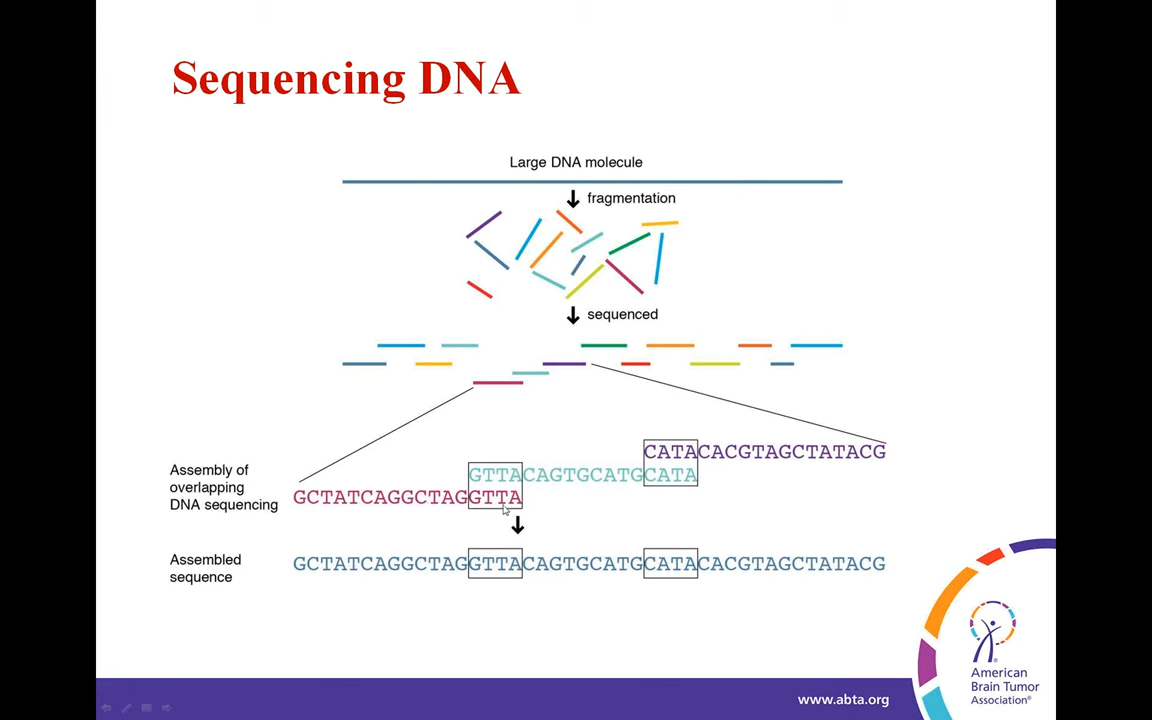 Sequencing DNA
Large DNA molecule
fragmentation
sequenced
CATACACGTAGCTATACG
GTTACAGTGCATGCATA
GCTATCAGGCTAGGTTA
Assembly of
overlapping
DNA sequencing
Assembled
sequence
GCTATCAGGCTAGGTTACAGTGCATGCATACACGTAGCTATACG
American
Brain Tumor
Association®
www.abta.org